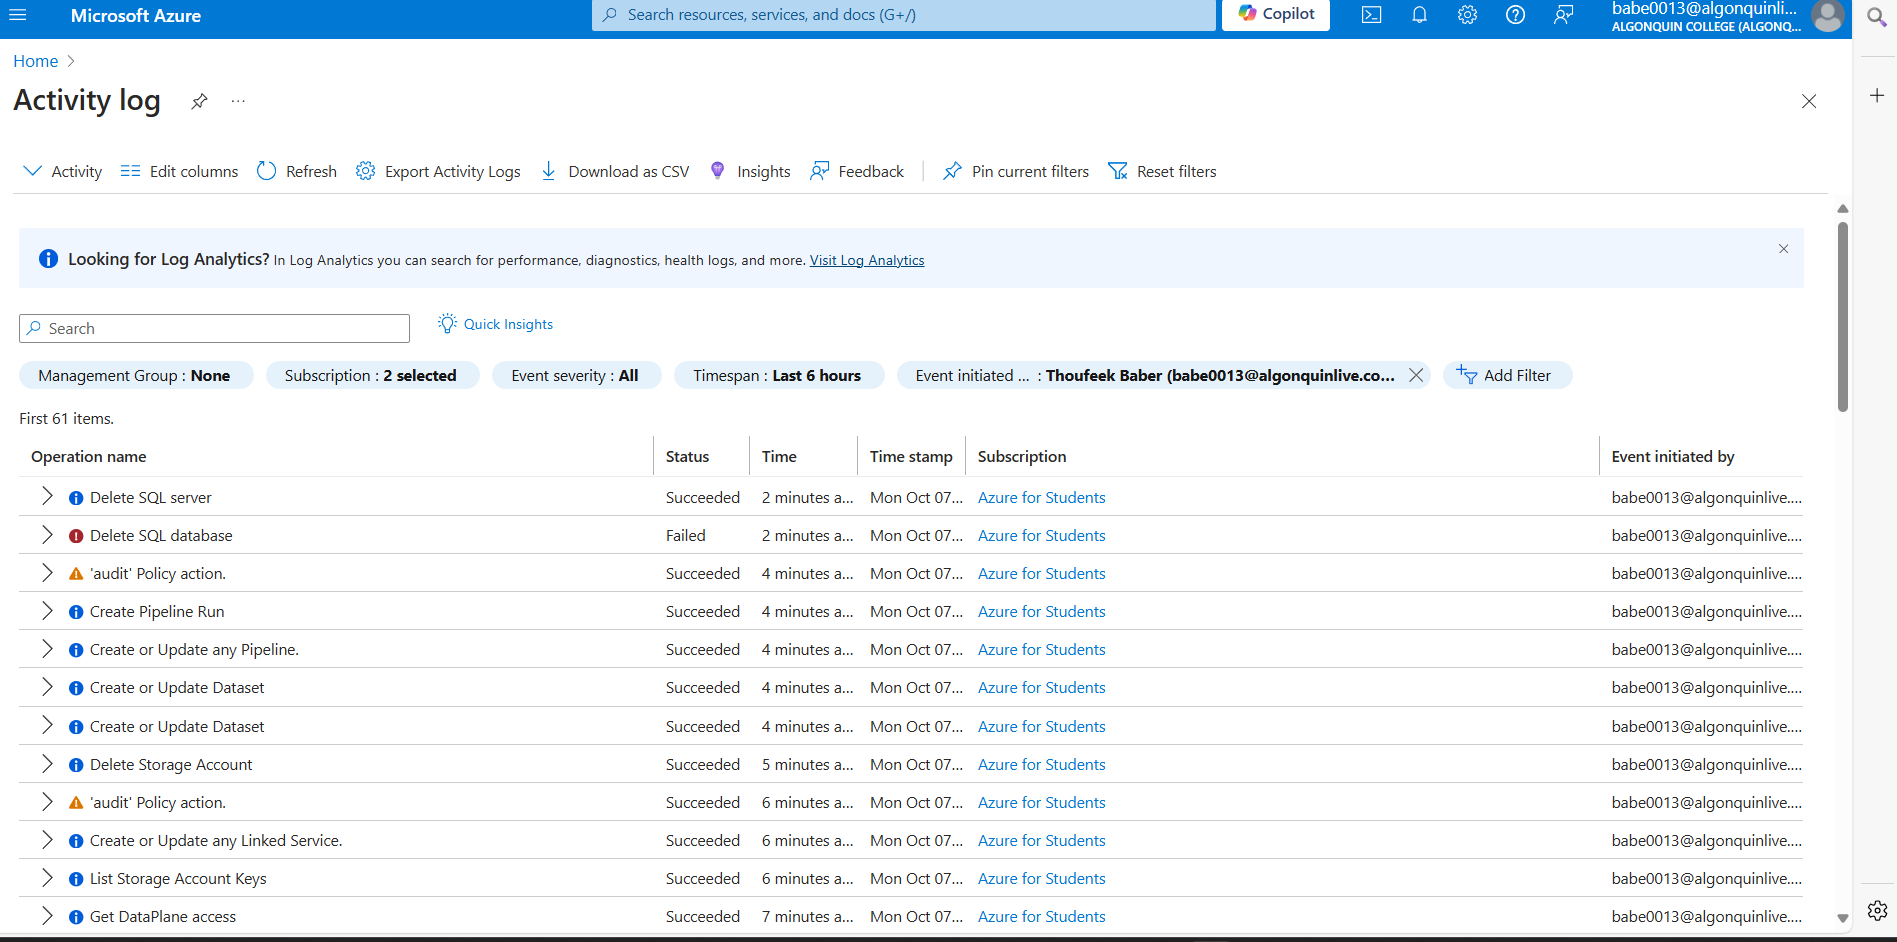 Microsoft Azure
Search resources, services, and docs (G+/)
Copilot
babe0013@algonquinli...
ALGONQUIN COLLEGE (ALGONQ...
Home
Activity log
...
Activity
Edit columns
Refresh
Export Activity Logs
Download as CSV
Insights
Feedback
Pin current filters
Reset filters
Looking for Log Analytics? In Log Analytics you can search for performance, diagnostics, health logs, and more. Visit Log Analytics
Search
Quick Insights
Management Group : None
Subscription : 2 selected
Event severity : All
Timespan : Last 6 hours
Event initiated ... : Thoufeek Baber (babe0013@algonquinlive.co...
Add Filter
First 61 items.
Operation name Status Time Time stamp Subscription Event initiated by
Delete SQL server Succeeded 2 minutes a... Mon Oct 07... Azure for Students babe0013@algonquinlive....
Delete SQL database Failed 2 minutes a... Mon Oct 07... Azure for Students babe0013@algonquinlive....
'audit' Policy action. Succeeded 4 minutes a... Mon Oct 07... Azure for Students babe0013@algonquinlive....
Create Pipeline Run Succeeded 4 minutes a... Mon Oct 07... Azure for Students babe0013@algonquinlive....
Create or Update any Pipeline. Succeeded 4 minutes a... Mon Oct 07... Azure for Students babe0013@algonquinlive....
Create or Update Dataset Succeeded 4 minutes a... Mon Oct 07... Azure for Students babe0013@algonquinlive....
Create or Update Dataset Succeeded 4 minutes a... Mon Oct 07... Azure for Students babe0013@algonquinlive....
Delete Storage Account Succeeded 5 minutes a... Mon Oct 07... Azure for Students babe0013@algonquinlive....
'audit' Policy action. Succeeded 6 minutes a... Mon Oct 07... Azure for Students babe0013@algonquinlive....
Create or Update any Linked Service. Succeeded 6 minutes a... Mon Oct 07... Azure for Students babe0013@algonquinlive....
List Storage Account Keys Succeeded 6 minutes a... Mon Oct 07... Azure for Students babe0013@algonquinlive....
Get DataPlane access Succeeded 7 minutes a... Mon Oct 07... Azure for Students babe0013@algonquinlive....